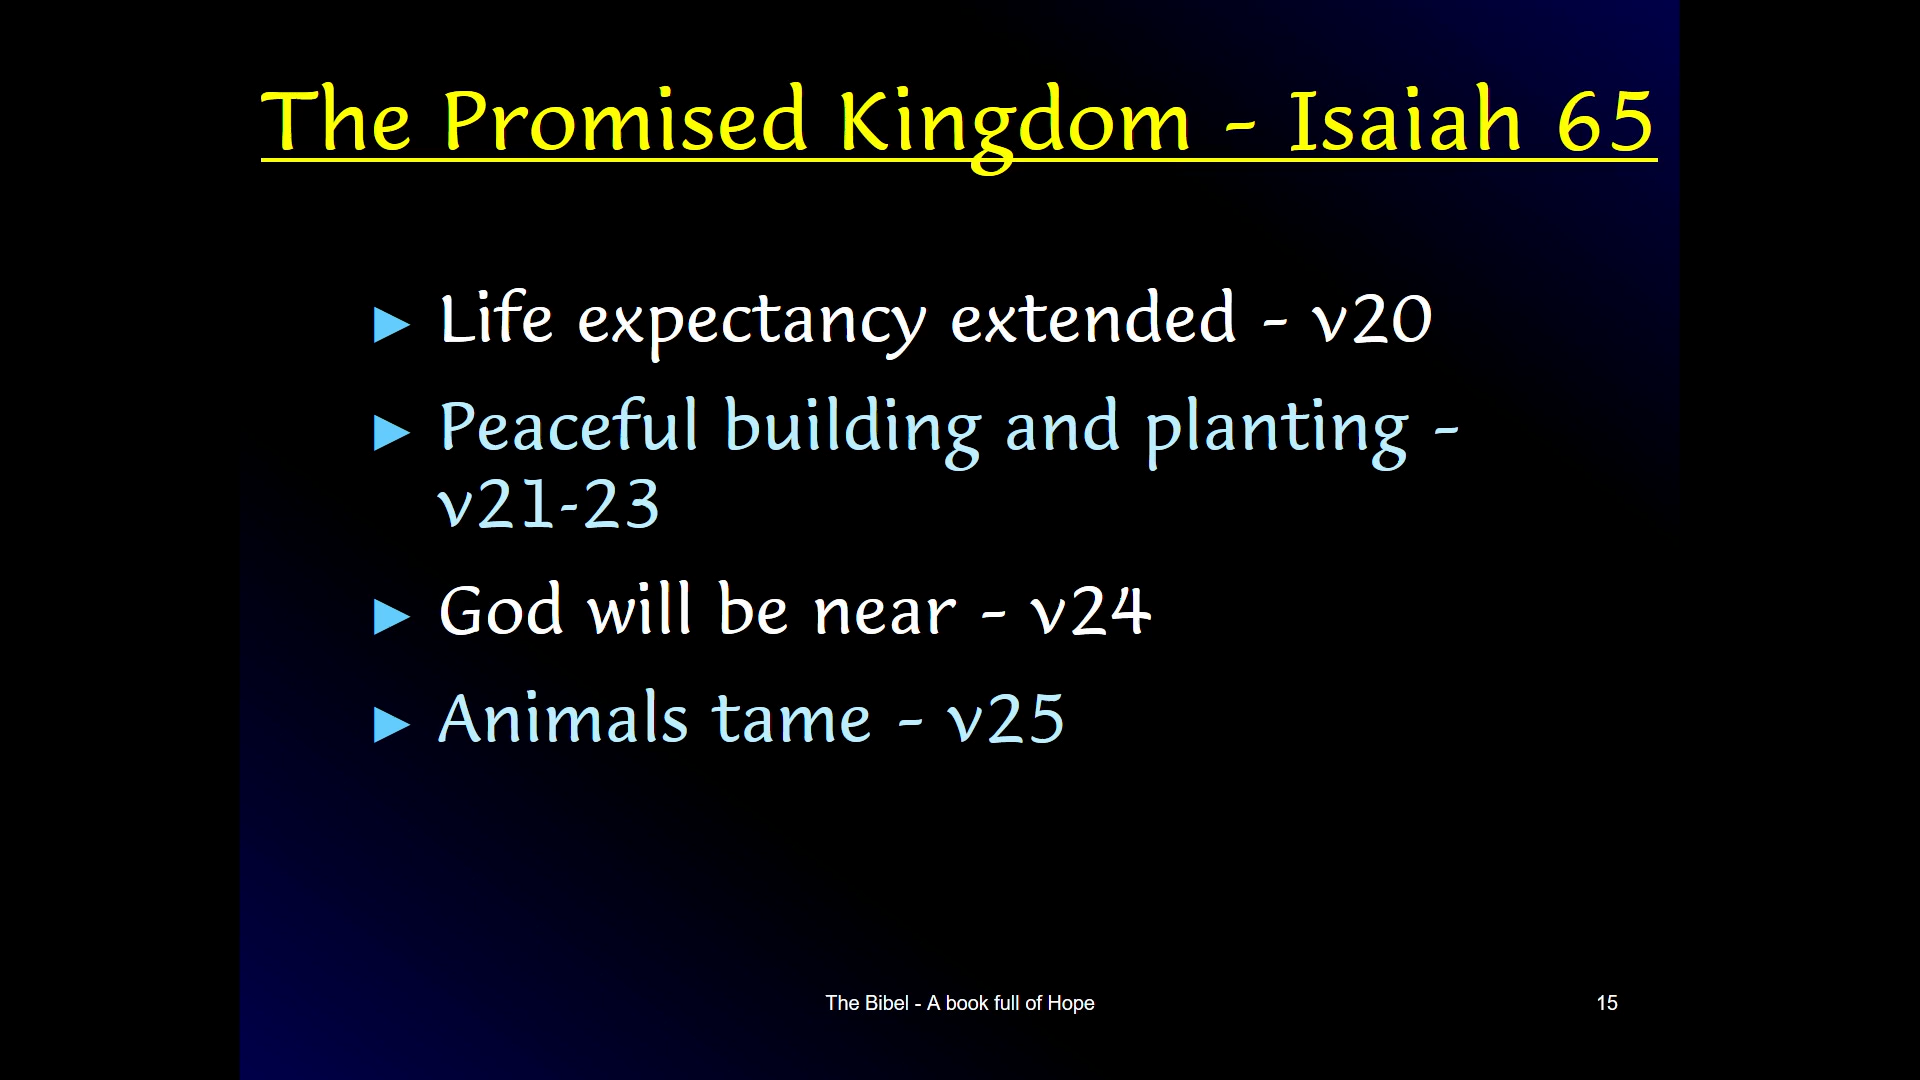 The Promised Kingdom – Isaiah 65
► Life expectancy extended – v20
► Peaceful building and planting –
v21-23
► God will be near – v24
► Animals tame – v25
The Bibel - A book full of Hope
15